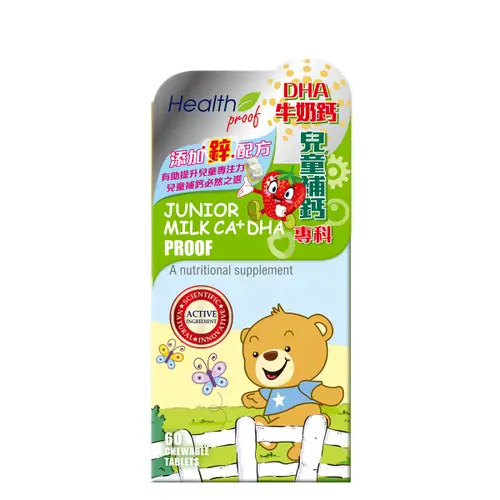 Health
proof
DHA
牛奶鈣
兒童補鈣
專科
添加鋅配方
有助提升兒童專注力
兒童補鈣必然之選
JUNIOR
MILK CA+ DHA
PROOF
A nutritional supplement
SCIENTIFIC
NATURAL
INNOVATIVE
ACTIVE
INGREDIENT
60
CHEWABLE
TABLETS